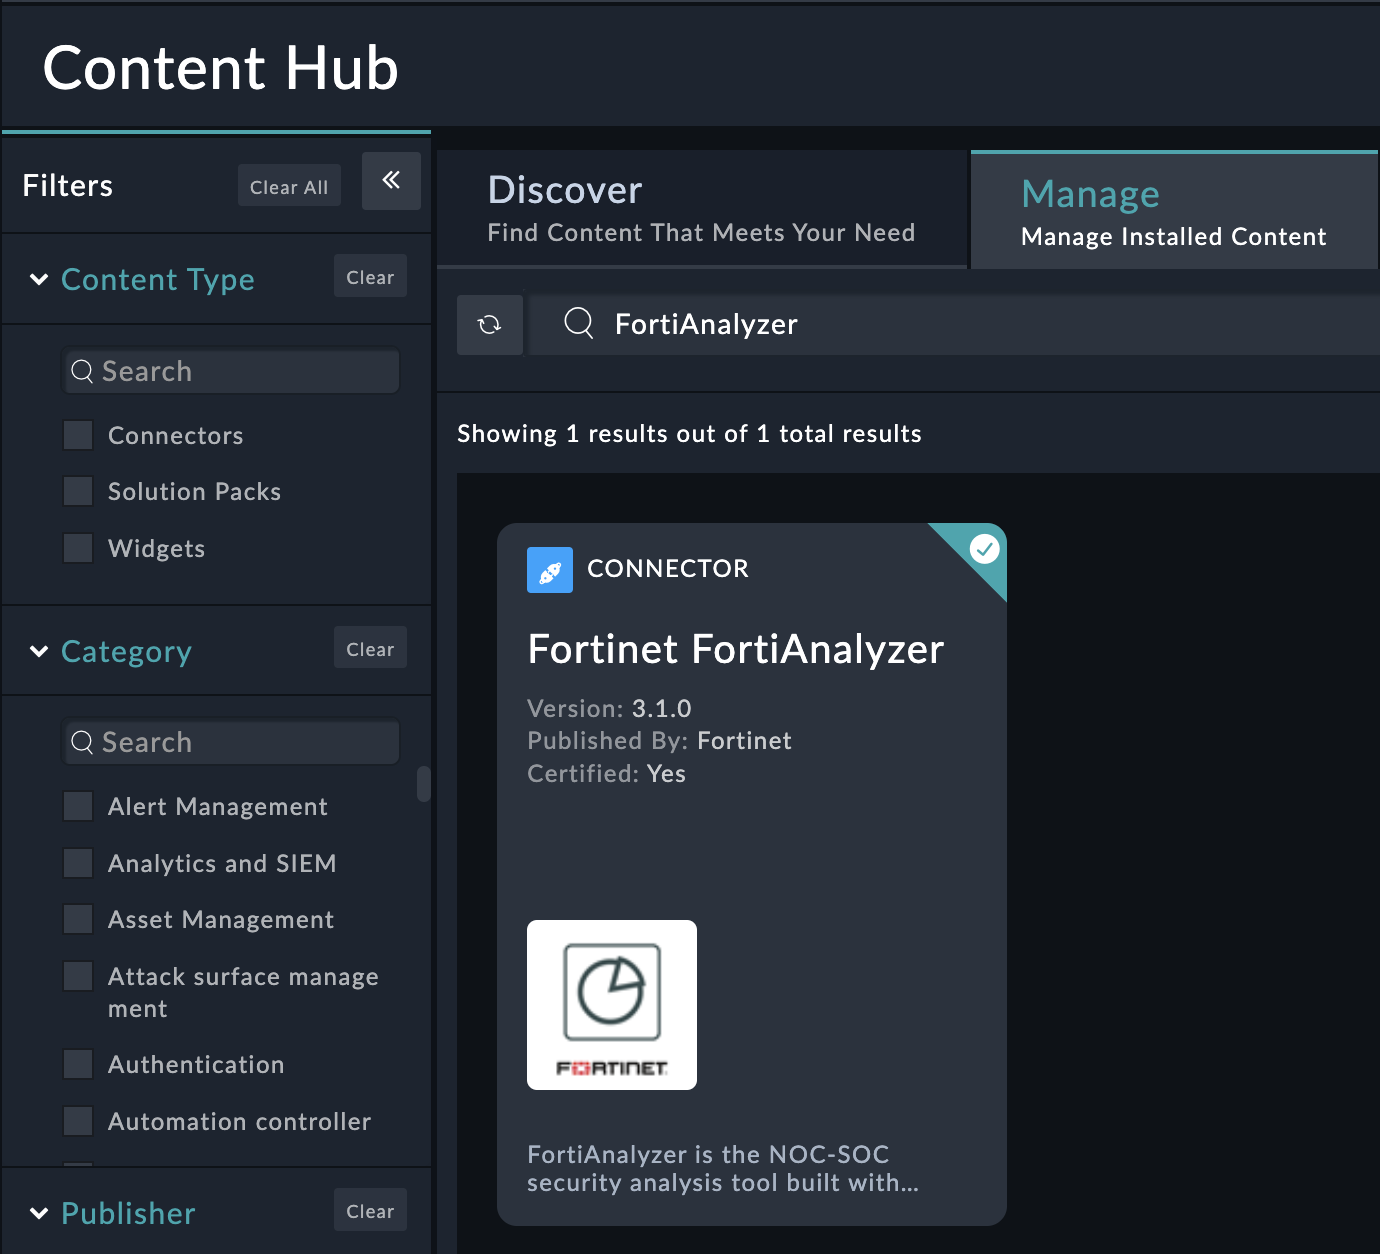 Content Hub
Filters
Clear All
Content Type
Clear
Search
Connectors
Solution Packs
Widgets
Category
Clear
Search
Alert Management
Analytics and SIEM
Asset Management
Attack surface manage
ment
Authentication
Automation controller
Publisher
Clear
Discover
Find Content That Meets Your Need
Manage
Manage Installed Content
FortiAnalyzer
Showing 1 results out of 1 total results
CONNECTOR
Fortinet FortiAnalyzer
Version: 3.1.0
Published By: Fortinet
Certified: Yes
FORTINET
FortiAnalyzer is the NOC-SOC
security analysis tool built with...